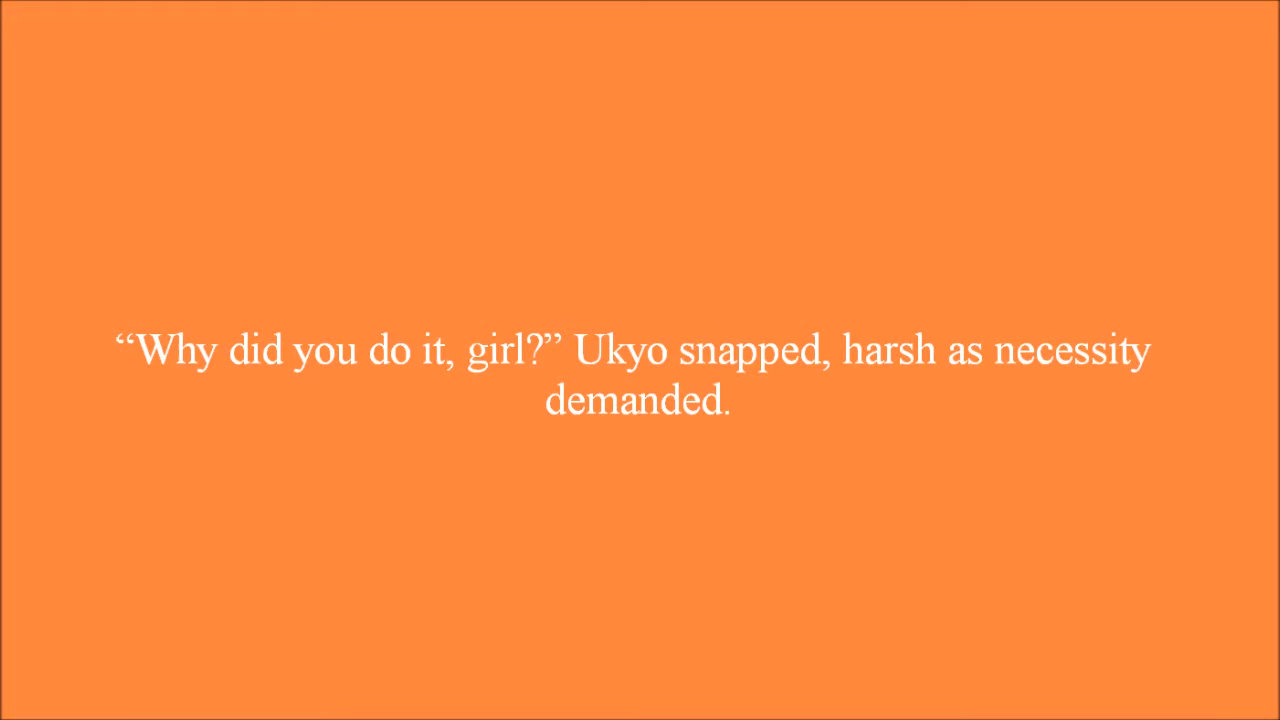 “Why did you do it, girl?” Ukyo snapped, harsh as necessity
demanded.